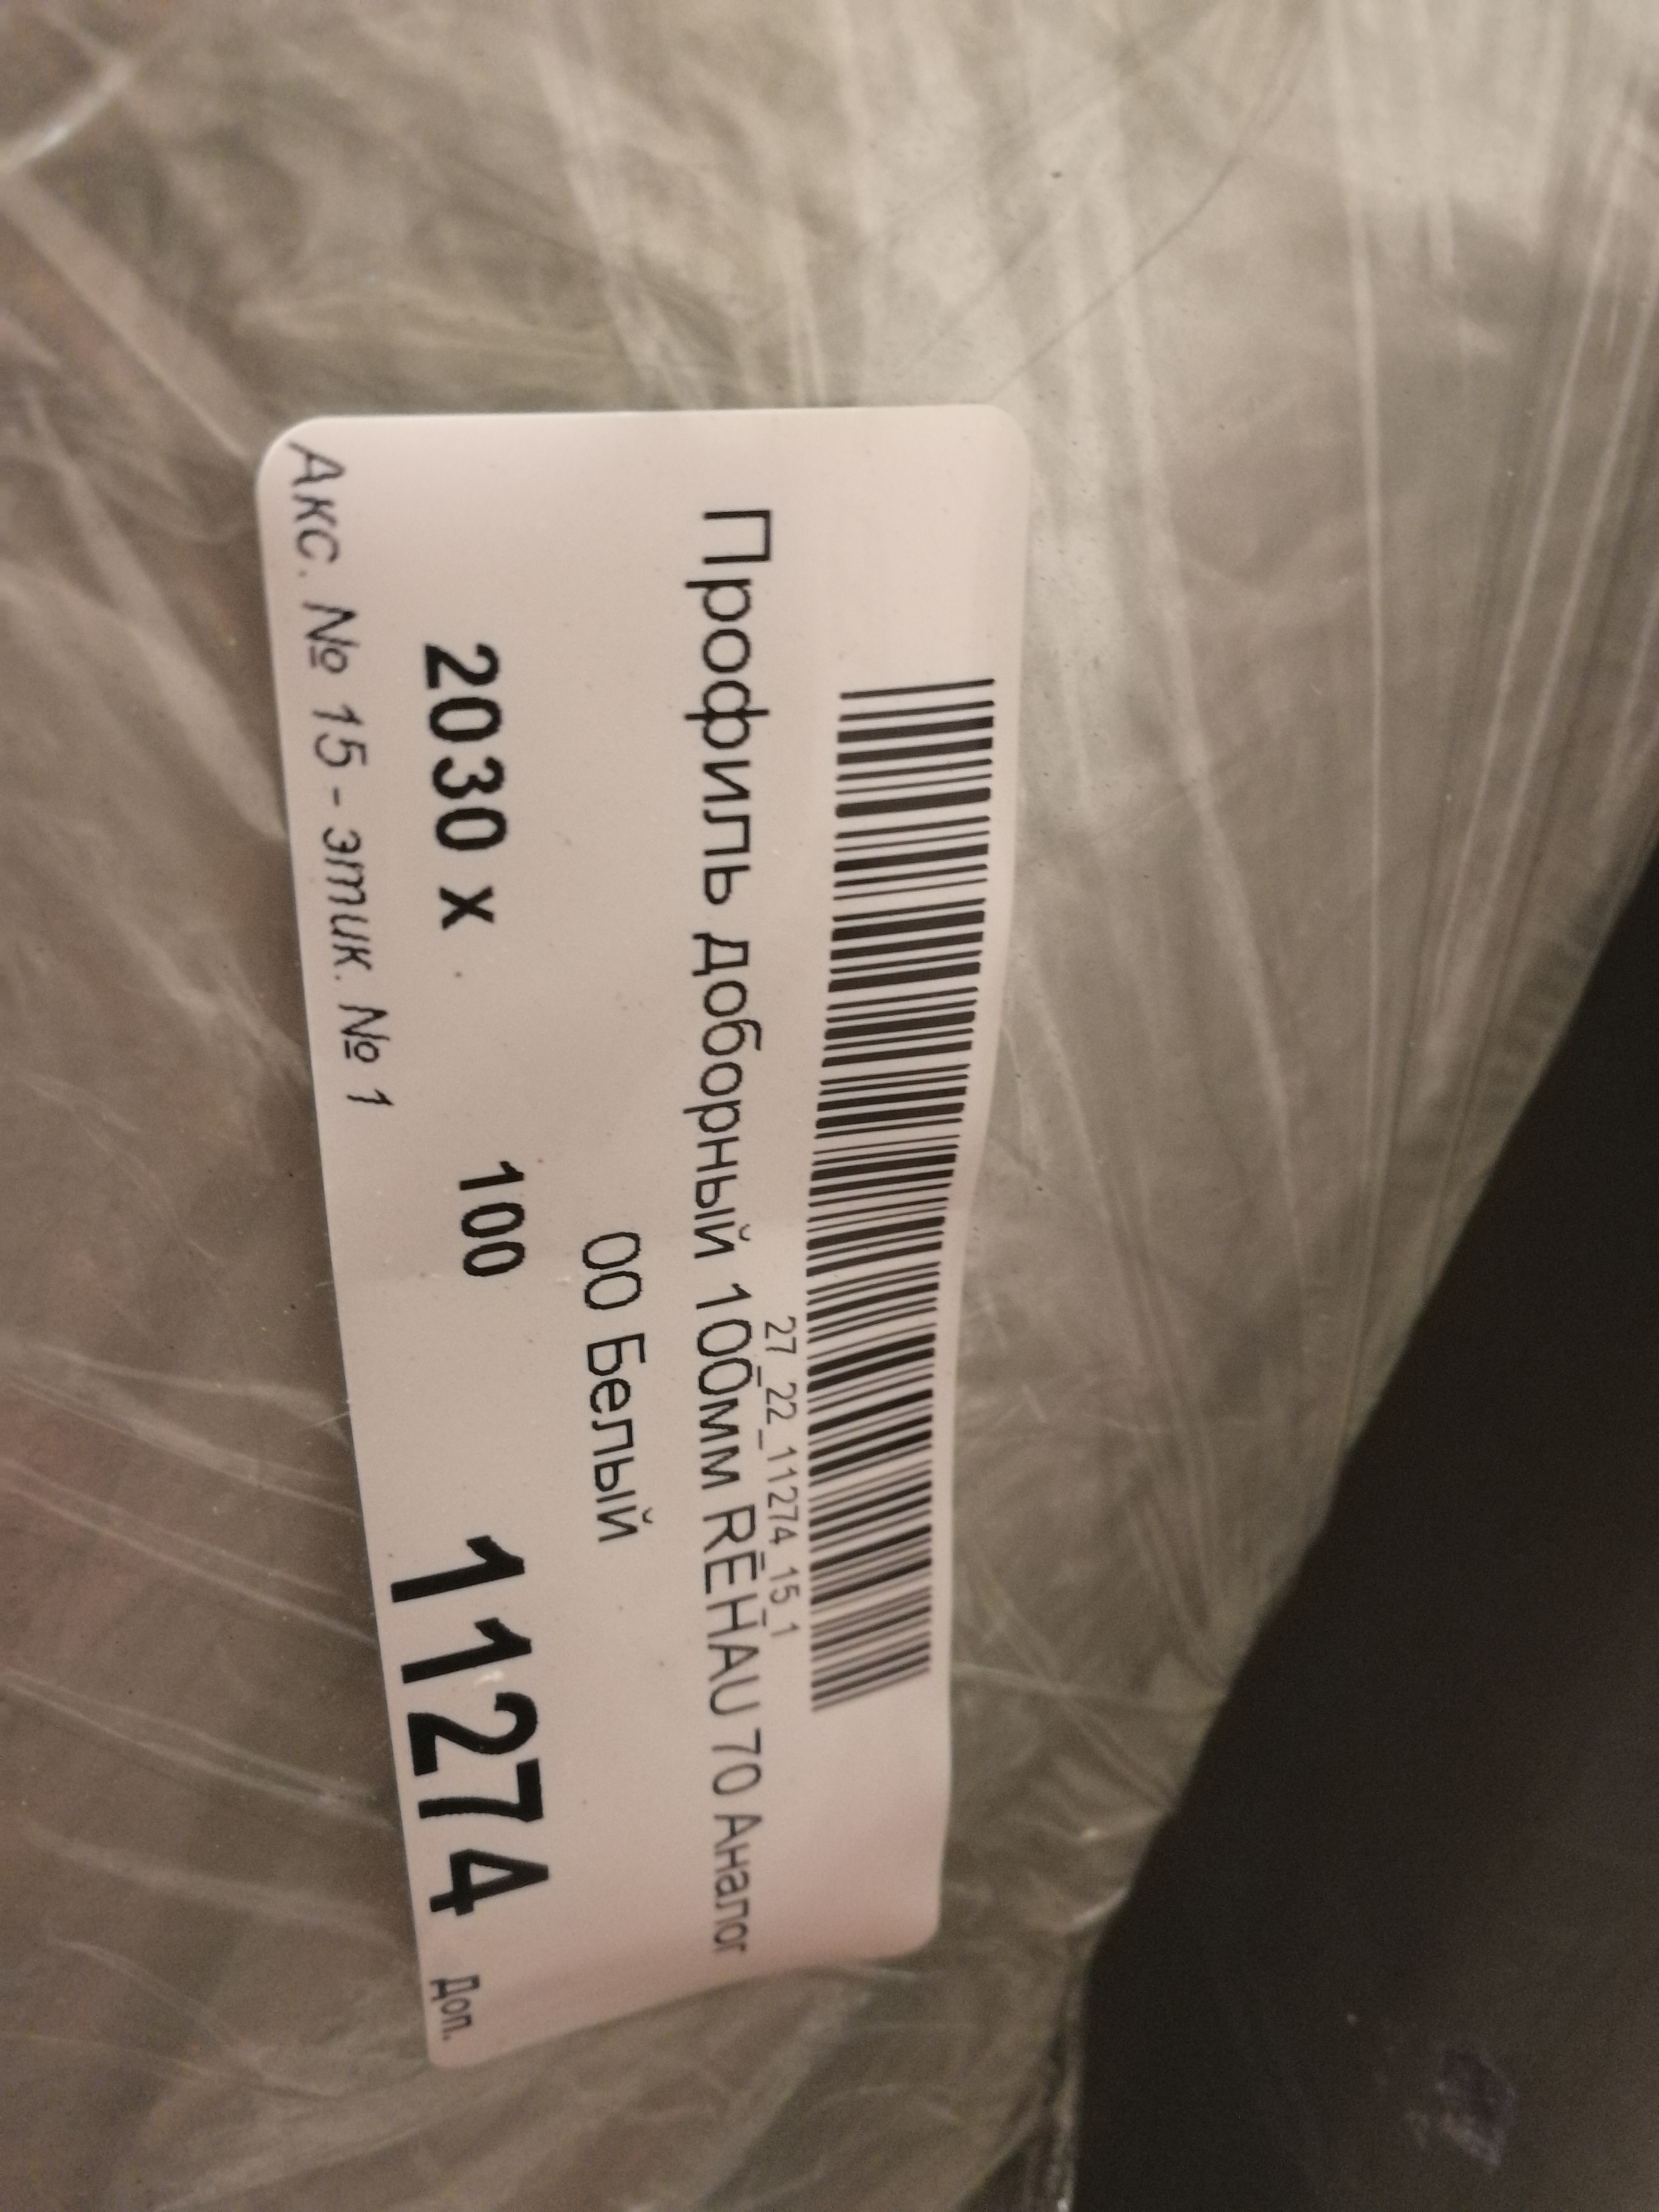 27_22_11274_15_1
Профиль доборный 100мм REHAU 70 Аналог
00 Белый
2030 x 100 11274 Доп.
Акс. № 15 - этик. № 1